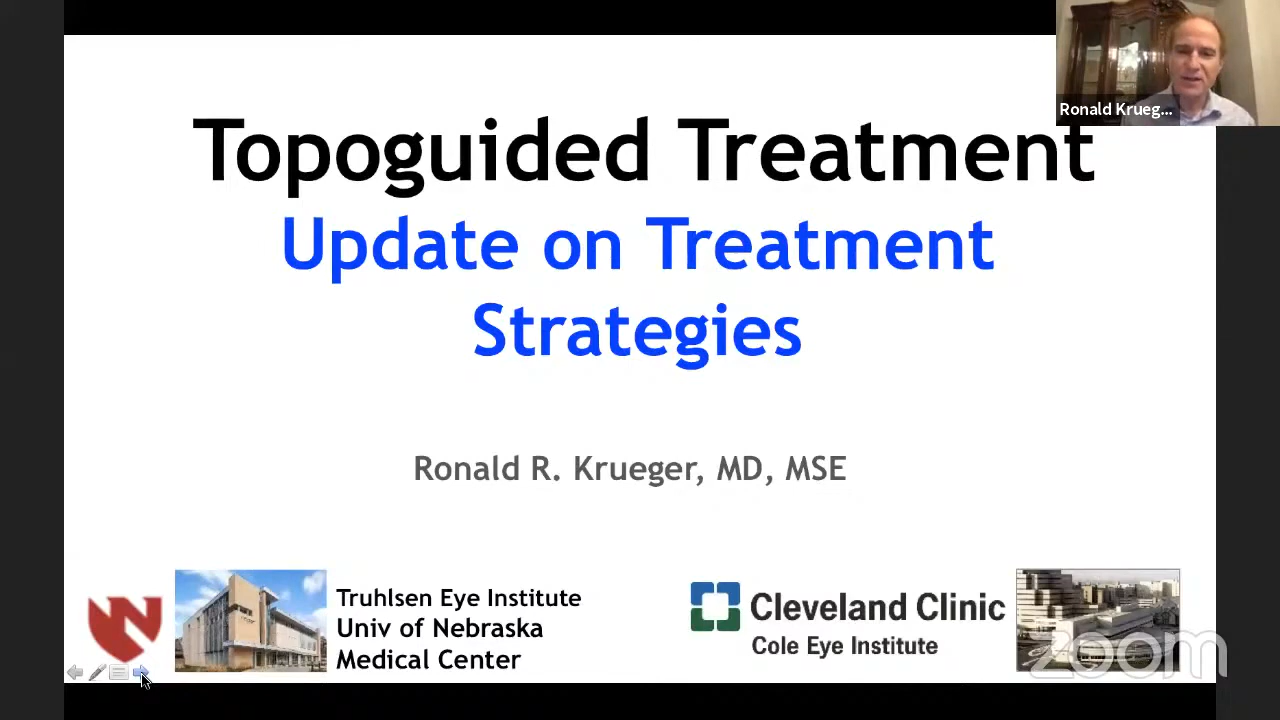 Ronald Krueg...
Topoguided Treatment
Update on Treatment
Strategies
Ronald R. Krueger, MD, MSE
N
Truhlsen Eye Institute
Univ of Nebraska
Medical Center
Cleveland Clinic
Cole Eye Institute
zoom